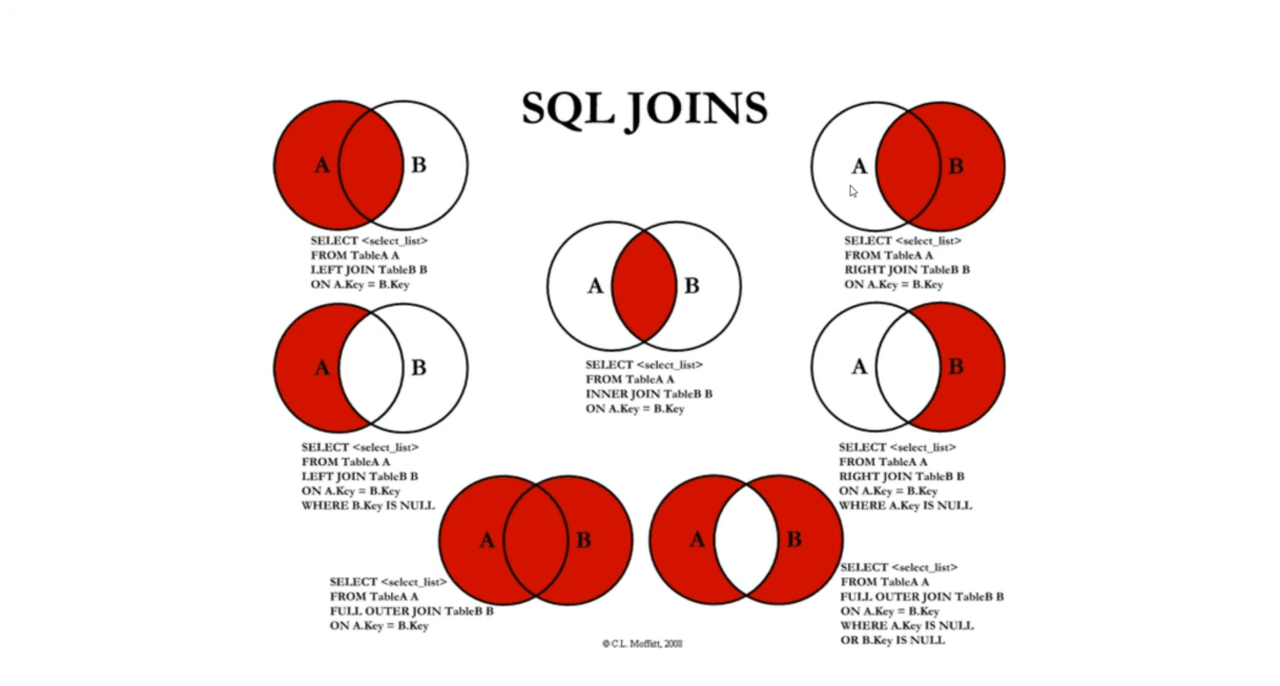 SQL JOINS
A
B
SELECT <select_list>
FROM TableA A
LEFT JOIN TableB B
ON A.Key = B.Key
A
B
SELECT <select_list>
FROM TableA A
RIGHT JOIN TableB B
ON A.Key = B.Key
A
B
SELECT <select_list>
FROM TableA A
INNER JOIN TableB B
ON A.Key = B.Key
A
B
SELECT <select_list>
FROM TableA A
LEFT JOIN TableB B
ON A.Key = B.Key
WHERE B.Key IS NULL
A
B
SELECT <select_list>
FROM TableA A
RIGHT JOIN TableB B
ON A.Key = B.Key
WHERE A.Key IS NULL
A
B
SELECT <select_list>
FROM TableA A
FULL OUTER JOIN TableB B
ON A.Key = B.Key
A
B
SELECT <select_list>
FROM TableA A
FULL OUTER JOIN TableB B
ON A.Key = B.Key
WHERE A.Key IS NULL
OR B.Key IS NULL
© C.L. Moffatt, 2008